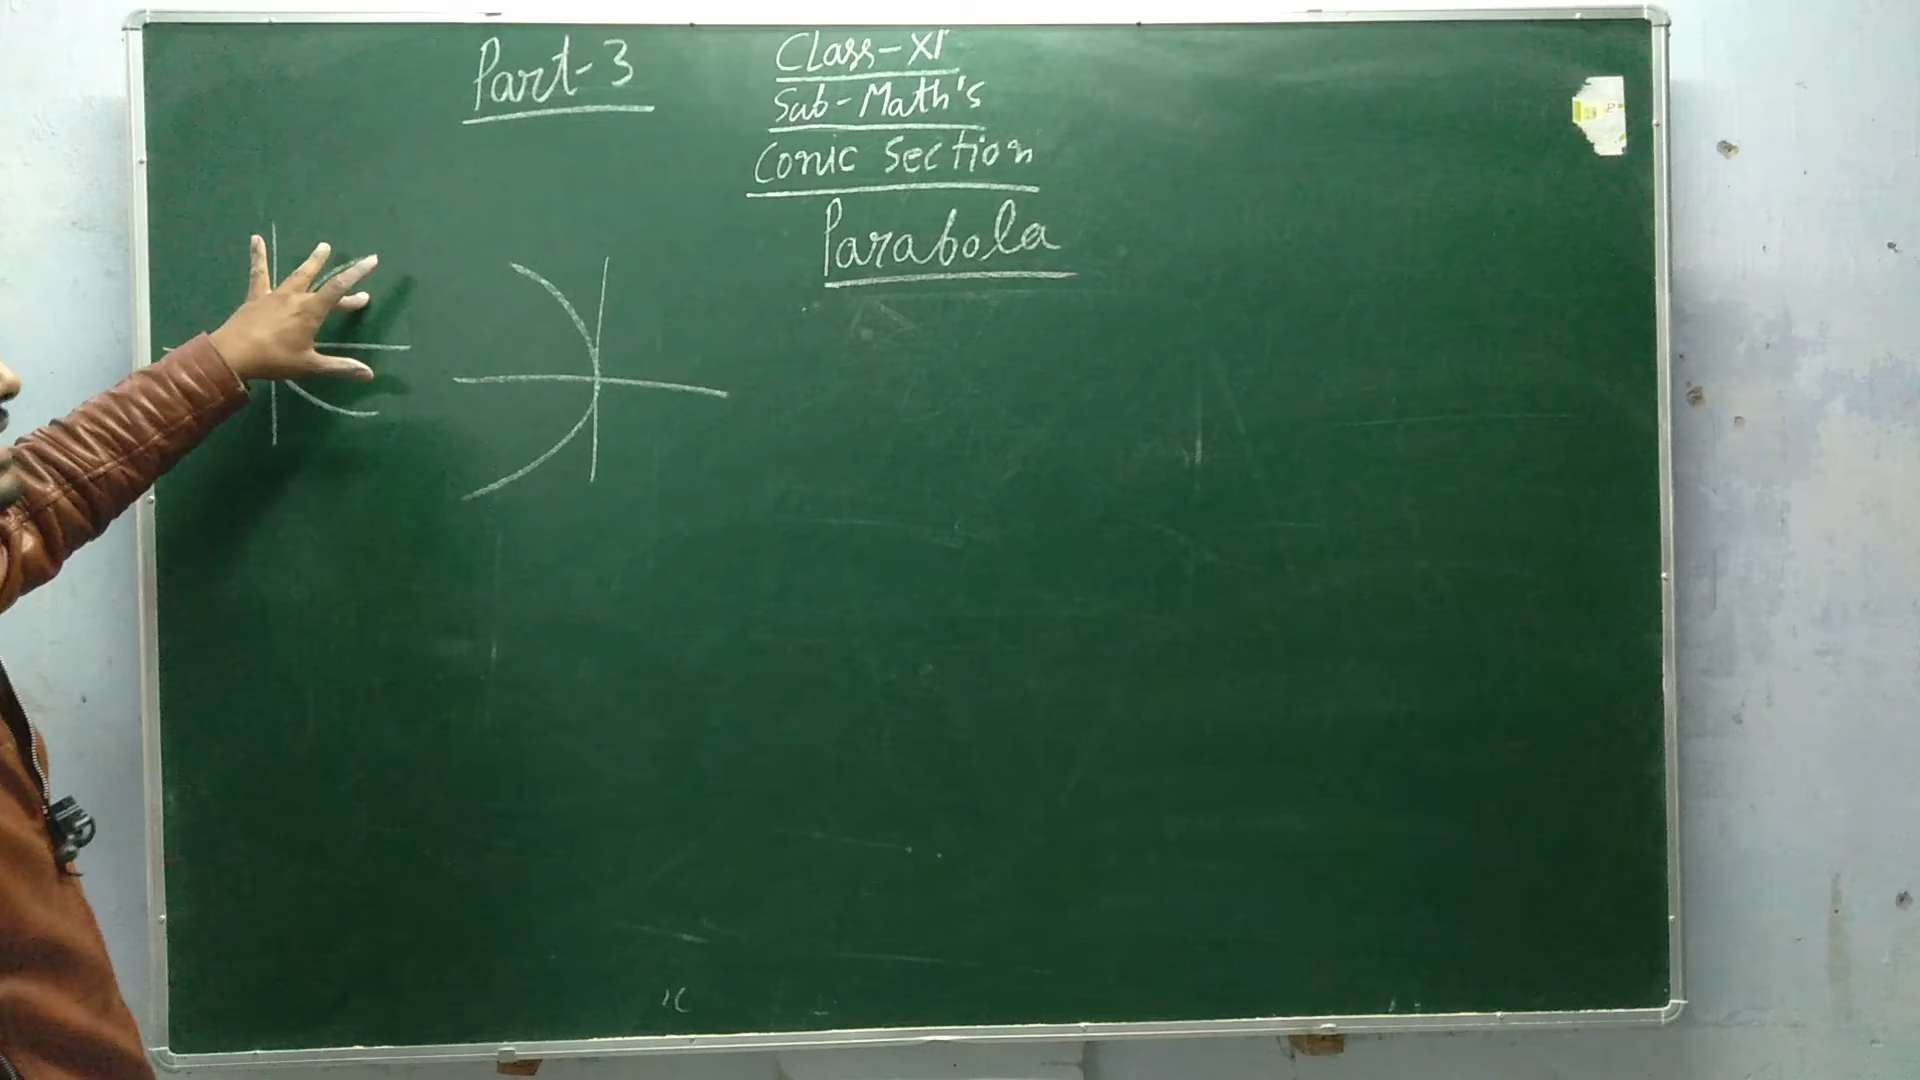 Part-3
Class-XI
Sub-Math's
Conic Section
Parabola